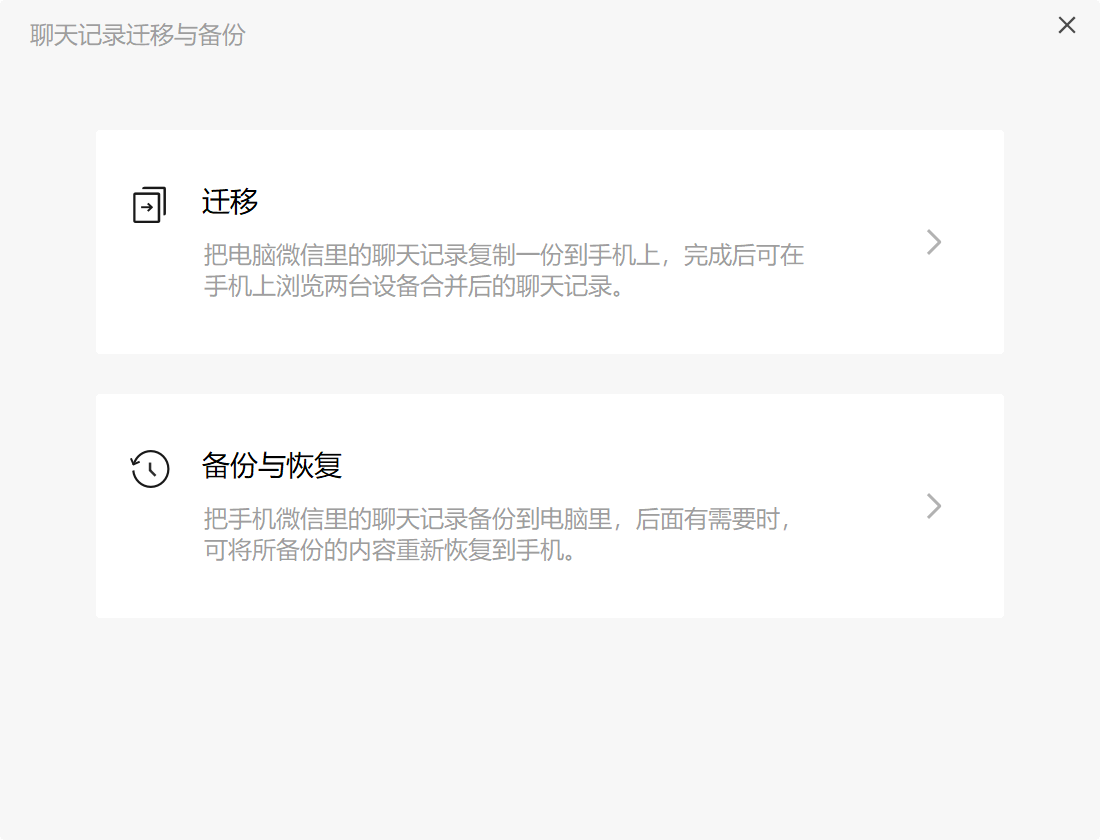 聊天记录迁移与备份
迁移
把电脑微信里的聊天记录复制一份到手机上，完成后可在
手机上浏览两台设备合并后的聊天记录。
备份与恢复
把手机微信里的聊天记录备份到电脑里，后面有需要时，
可将所备份的内容重新恢复到手机。